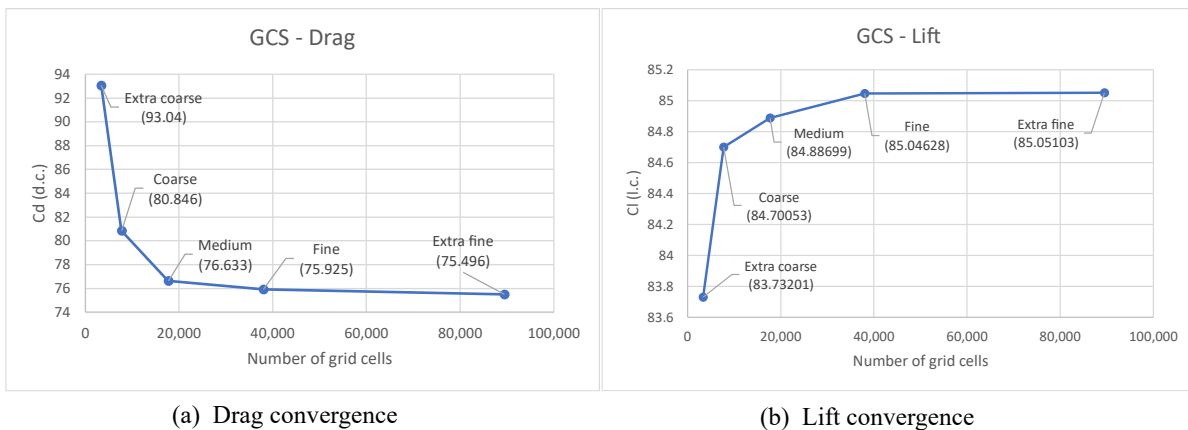 GCS - Drag
94
92
90
88
86
84
82
80
78
76
74
Cd (d.c.)
Extra coarse
(93.04)
Coarse
(80.846)
Medium
(76.633)
Fine
(75.925)
Extra fine
(75.496)
0
20,000
40,000
60,000
80,000
100,000
Number of grid cells
(a) Drag convergence
GCS - Lift
85.2
85
84.8
84.6
84.4
84.2
84
83.8
83.6
Cl (l.c.)
Medium
(84.88699)
Fine
(85.04628)
Extra fine
(85.05103)
Coarse
(84.70053)
Extra coarse
(83.73201)
0
20,000
40,000
60,000
80,000
100,000
Number of grid cells
(b) Lift convergence